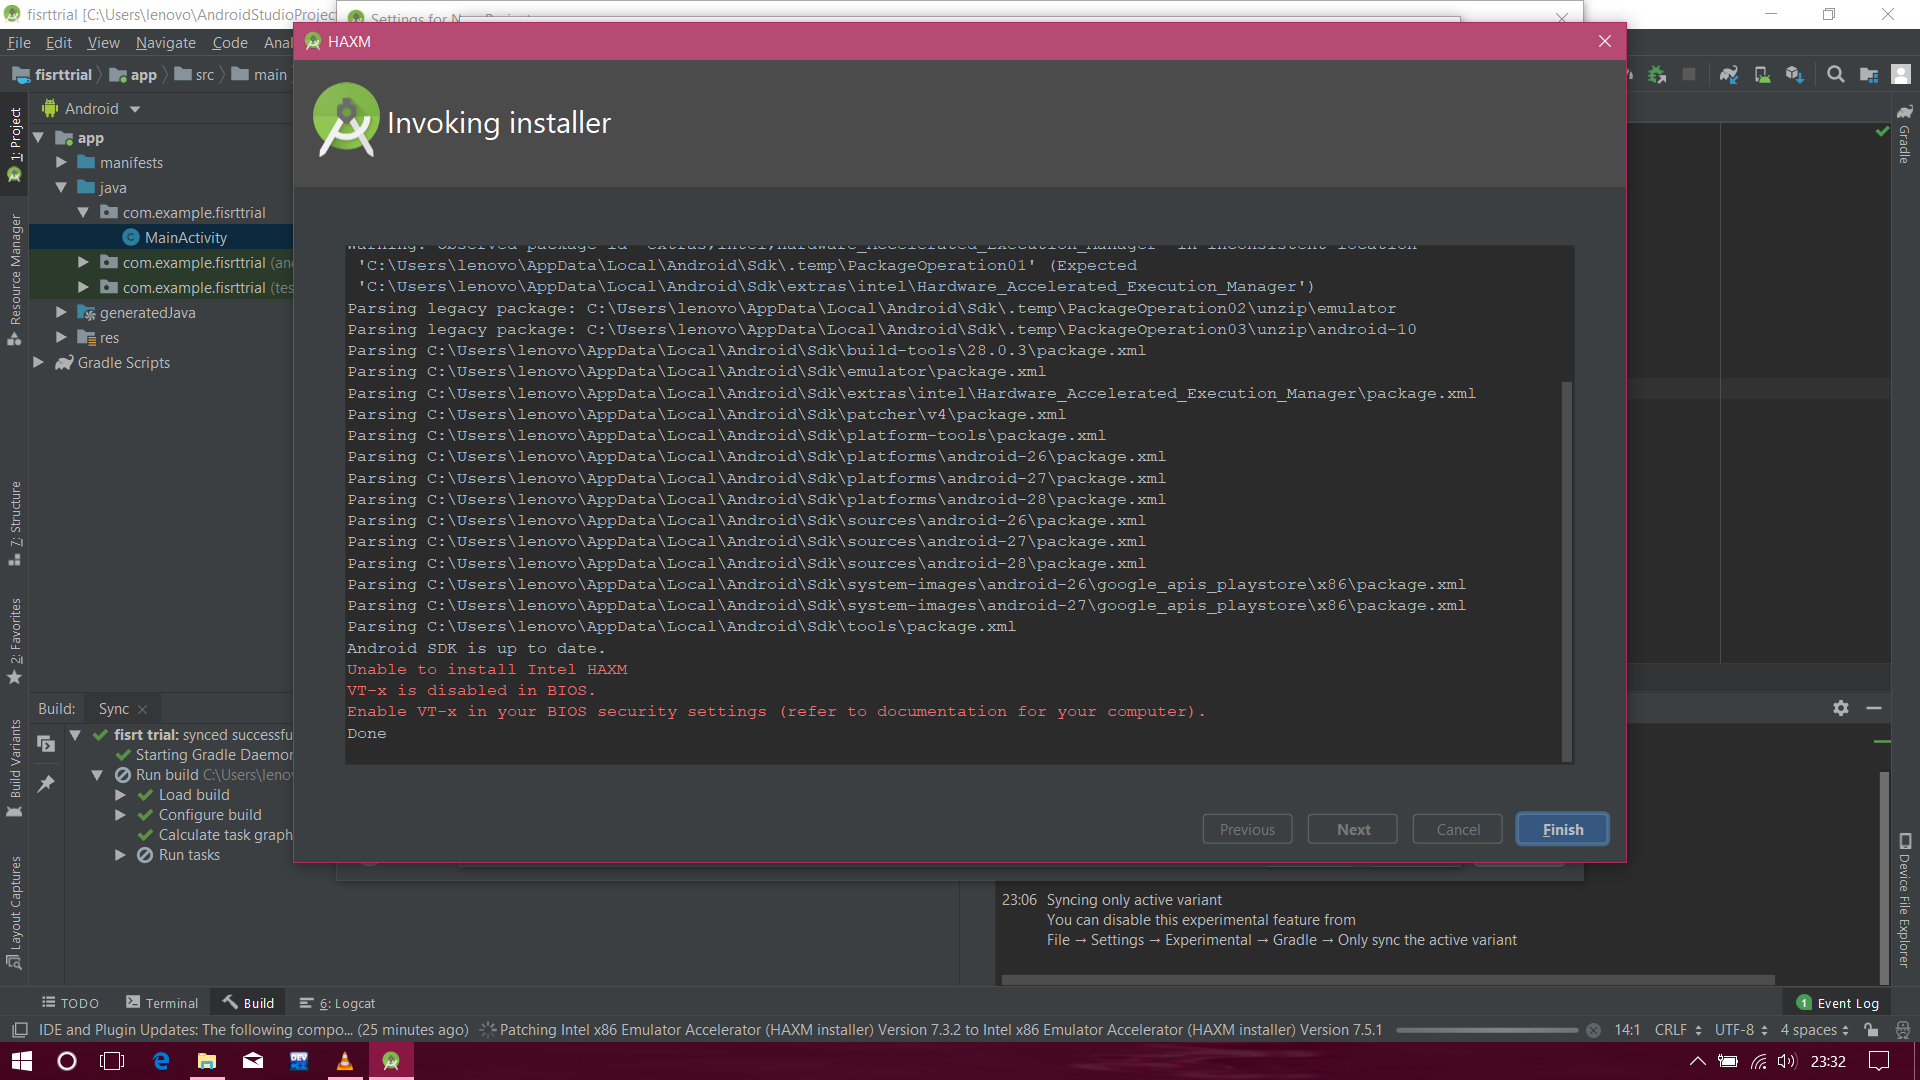 fisrttrial [C:\Users\lenovo\AndroidStudioProject
Settings for N
File Edit View Navigate Code Anal
HAXM
fisrttrial app src main
Invoking installer
Android
app
manifests
java
com.example.fisrttrial
MainActivity
com.example.fisrttrial (and
com.example.fisrttrial (tes
generatedJava
res
Gradle Scripts
1: Project
Resource Manager
7: Structure
2: Favorites
Build Variants
Layout Captures
Gradle
Device File Explorer
'C:\Users\lenovo\AppData\Local\Android\Sdk\.temp\PackageOperation01' (Expected
'C:\Users\lenovo\AppData\Local\Android\Sdk\extras\intel\Hardware_Accelerated_Execution_Manager')
Parsing legacy package: C:\Users\lenovo\AppData\Local\Android\Sdk\.temp\PackageOperation02\unzip\emulator
Parsing legacy package: C:\Users\lenovo\AppData\Local\Android\Sdk\.temp\PackageOperation03\unzip\android-10
Parsing C:\Users\lenovo\AppData\Local\Android\Sdk\build-tools\28.0.3\package.xml
Parsing C:\Users\lenovo\AppData\Local\Android\Sdk\emulator\package.xml
Parsing C:\Users\lenovo\AppData\Local\Android\Sdk\extras\intel\Hardware_Accelerated_Execution_Manager\package.xml
Parsing C:\Users\lenovo\AppData\Local\Android\Sdk\patcher\v4\package.xml
Parsing C:\Users\lenovo\AppData\Local\Android\Sdk\platform-tools\package.xml
Parsing C:\Users\lenovo\AppData\Local\Android\Sdk\platforms\android-26\package.xml
Parsing C:\Users\lenovo\AppData\Local\Android\Sdk\platforms\android-27\package.xml
Parsing C:\Users\lenovo\AppData\Local\Android\Sdk\platforms\android-28\package.xml
Parsing C:\Users\lenovo\AppData\Local\Android\Sdk\sources\android-26\package.xml
Parsing C:\Users\lenovo\AppData\Local\Android\Sdk\sources\android-27\package.xml
Parsing C:\Users\lenovo\AppData\Local\Android\Sdk\sources\android-28\package.xml
Parsing C:\Users\lenovo\AppData\Local\Android\Sdk\system-images\android-26\google_apis_playstore\x86\package.xml
Parsing C:\Users\lenovo\AppData\Local\Android\Sdk\system-images\android-27\google_apis_playstore\x86\package.xml
Parsing C:\Users\lenovo\AppData\Local\Android\Sdk\tools\package.xml
Android SDK is up to date.
Unable to install Intel HAXM
VT-x is disabled in BIOS.
Enable VT-x in your BIOS security settings (refer to documentation for your computer).
Done
Previous Next Cancel Finish
Build: Sync
fisrt trial: synced successfu
Starting Gradle Daemon
Run build C:\Users\leno
Load build
Configure build
Calculate task graph
Run tasks
23:06 Syncing only active variant
You can disable this experimental feature from
File → Settings → Experimental → Gradle → Only sync the active variant
TODO Terminal Build 6: Logcat 1 Event Log
IDE and Plugin Updates: The following compo... (25 minutes ago) Patching Intel x86 Emulator Accelerator (HAXM installer) Version 7.3.2 to Intel x86 Emulator Accelerator (HAXM installer) Version 7.5.1 14:1 CRLF UTF-8 4 spaces
DEV
23:32